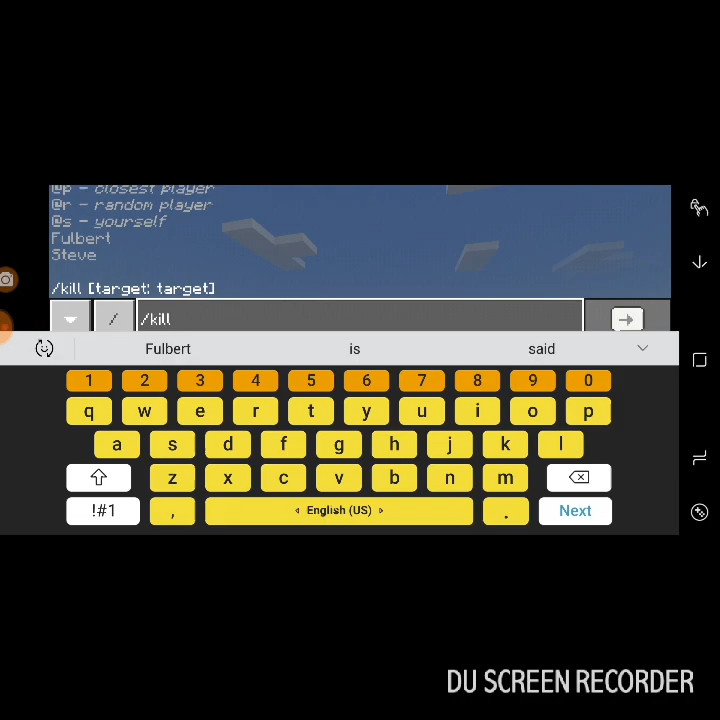 @p - closest player
@r - random player
@s - yourself
Fulbert
Steve
/kill [target: target]
/ /kill
Fulbert is said
1 2 3 4 5 6 7 8 9 0
q w e r t y u i o p
a s d f g h j k l
z x c v b n m
!#1 , English (US) . Next
DU SCREEN RECORDER